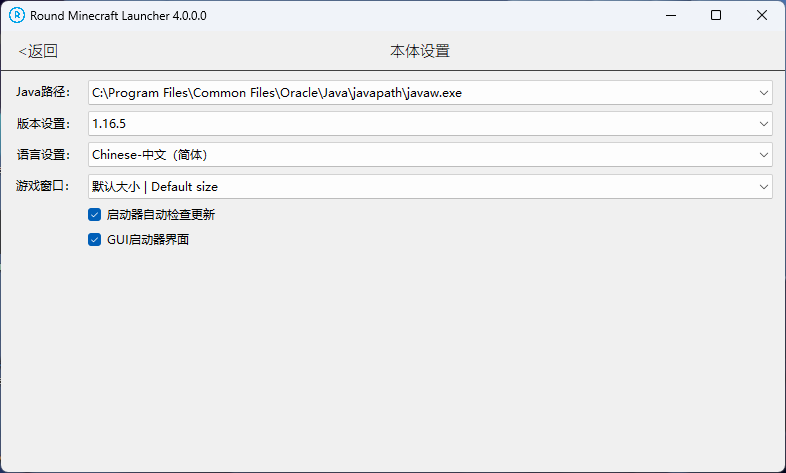 Round Minecraft Launcher 4.0.0.0
<返回
本体设置
Java路径: C:\Program Files\Common Files\Oracle\Java\javapath\javaw.exe
版本设置: 1.16.5
语言设置: Chinese-中文（简体）
游戏窗口: 默认大小 | Default size
启动器自动检查更新
GUI启动器界面